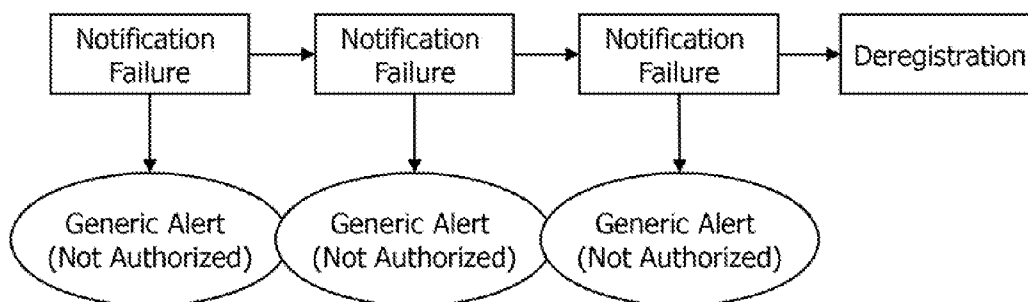 Notification
Failure
Notification
Failure
Notification
Failure
Deregistration
Generic Alert
(Not Authorized)
Generic Alert
(Not Authorized)
Generic Alert
(Not Authorized)